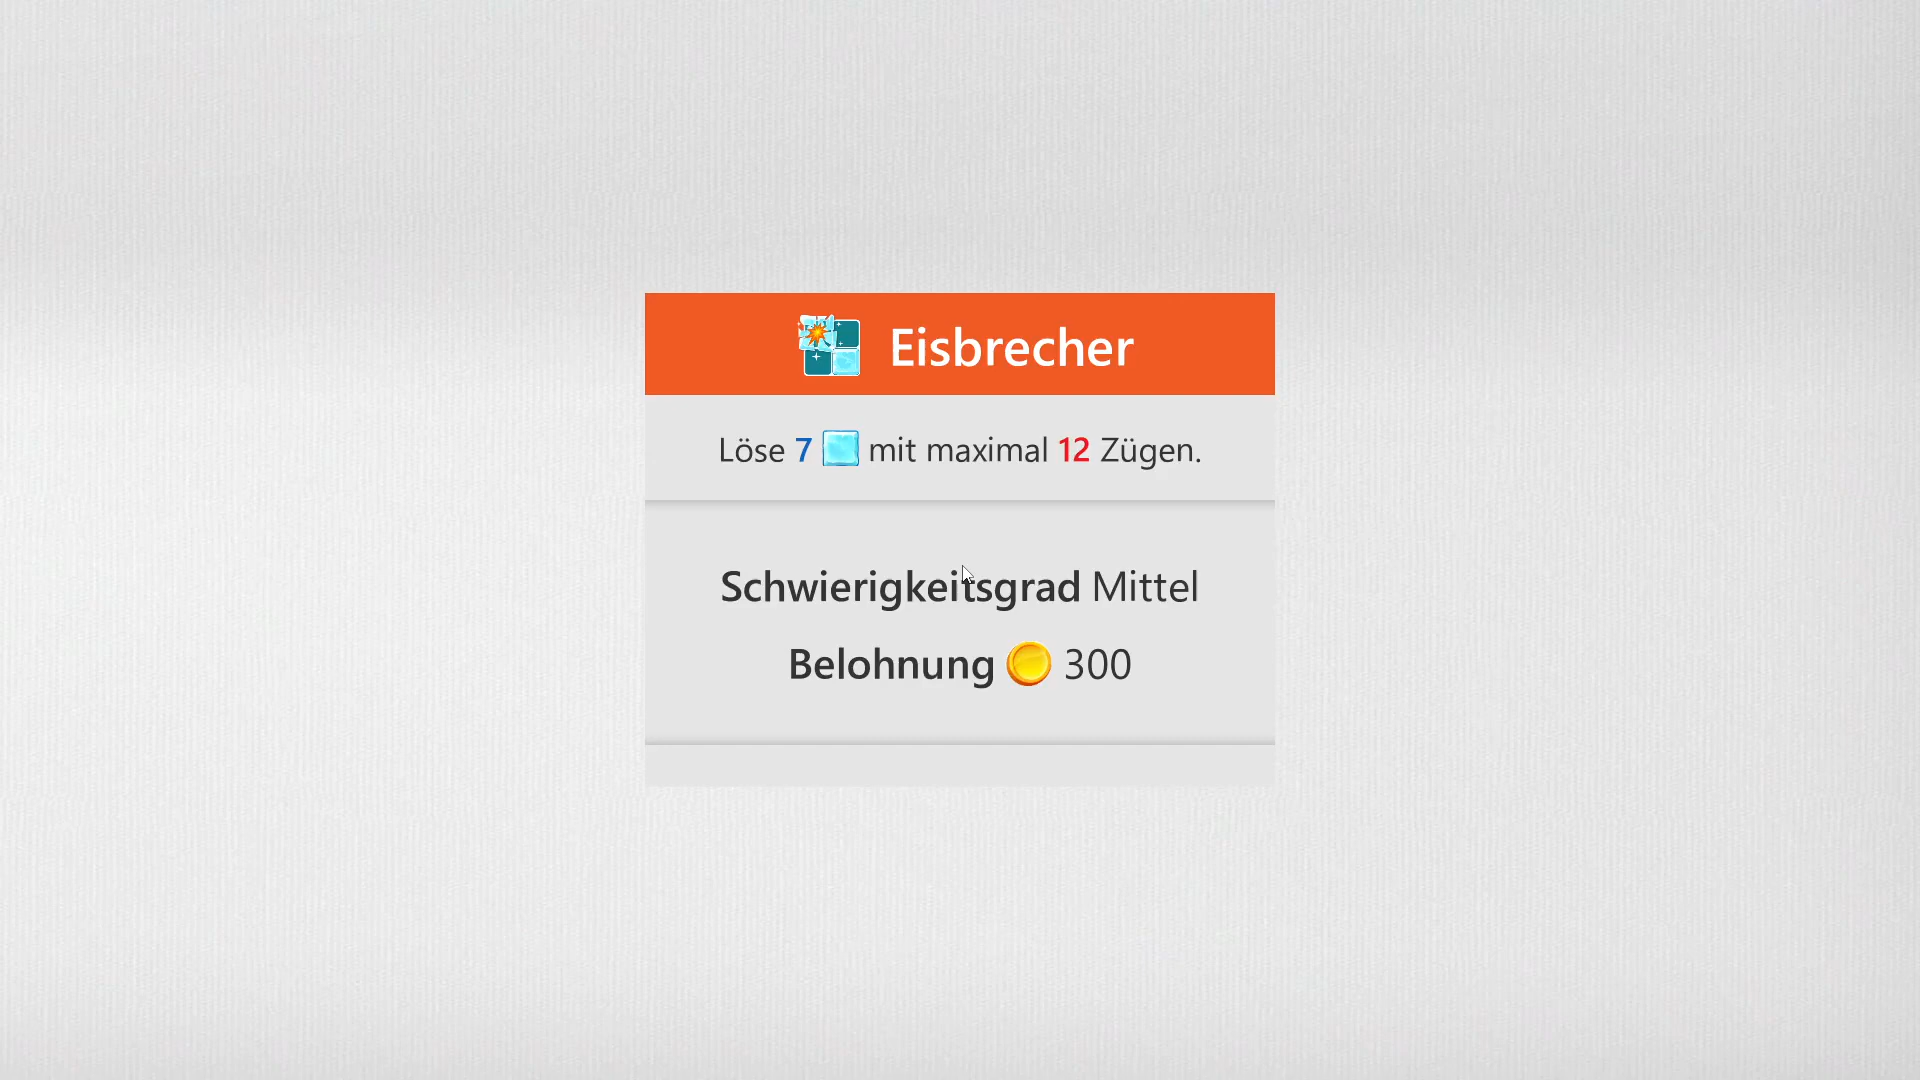 Eisbrecher
Löse 7 mit maximal 12 Zügen.
Schwierigkeitsgrad Mittel
Belohnung 300